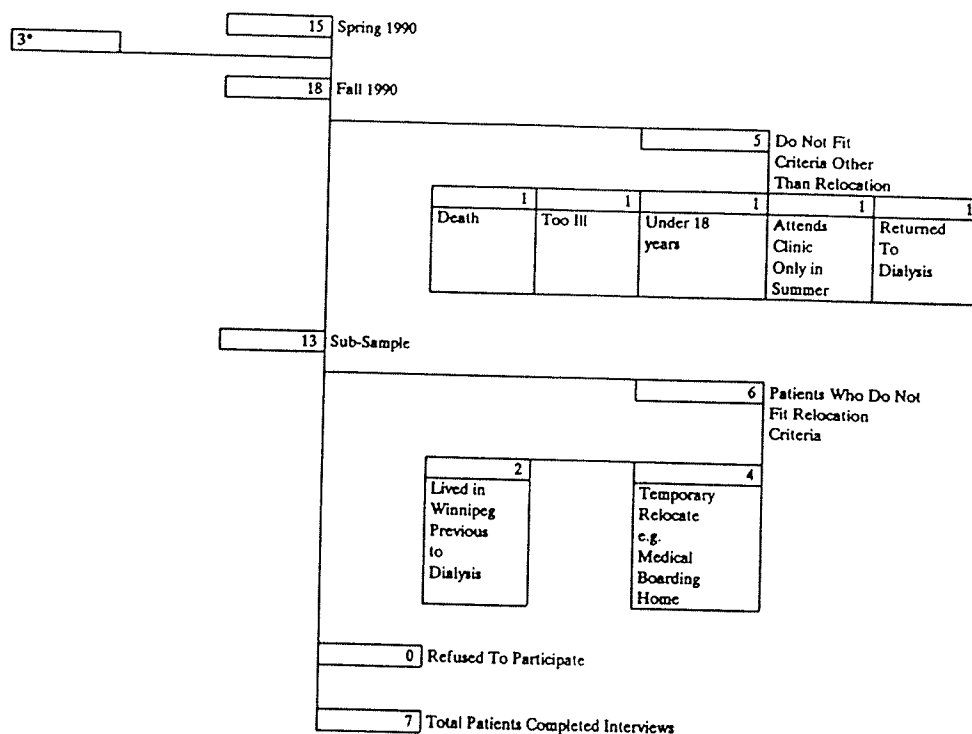 15 Spring 1990
3*
18 Fall 1990
5 Do Not Fit
Criteria Other
Than Relocation
1 1 1 1 1
Death Too Ill Under 18 Attends Returned
years Clinic To
Only in Dialysis
Summer
13 Sub-Sample
6 Patients Who Do Not
Fit Relocation
Criteria
2 4
Lived in Temporary
Winnipeg Relocate
Previous e.g.
to Medical
Dialysis Boarding
Home
0 Refused To Participate
7 Total Patients Completed Interviews